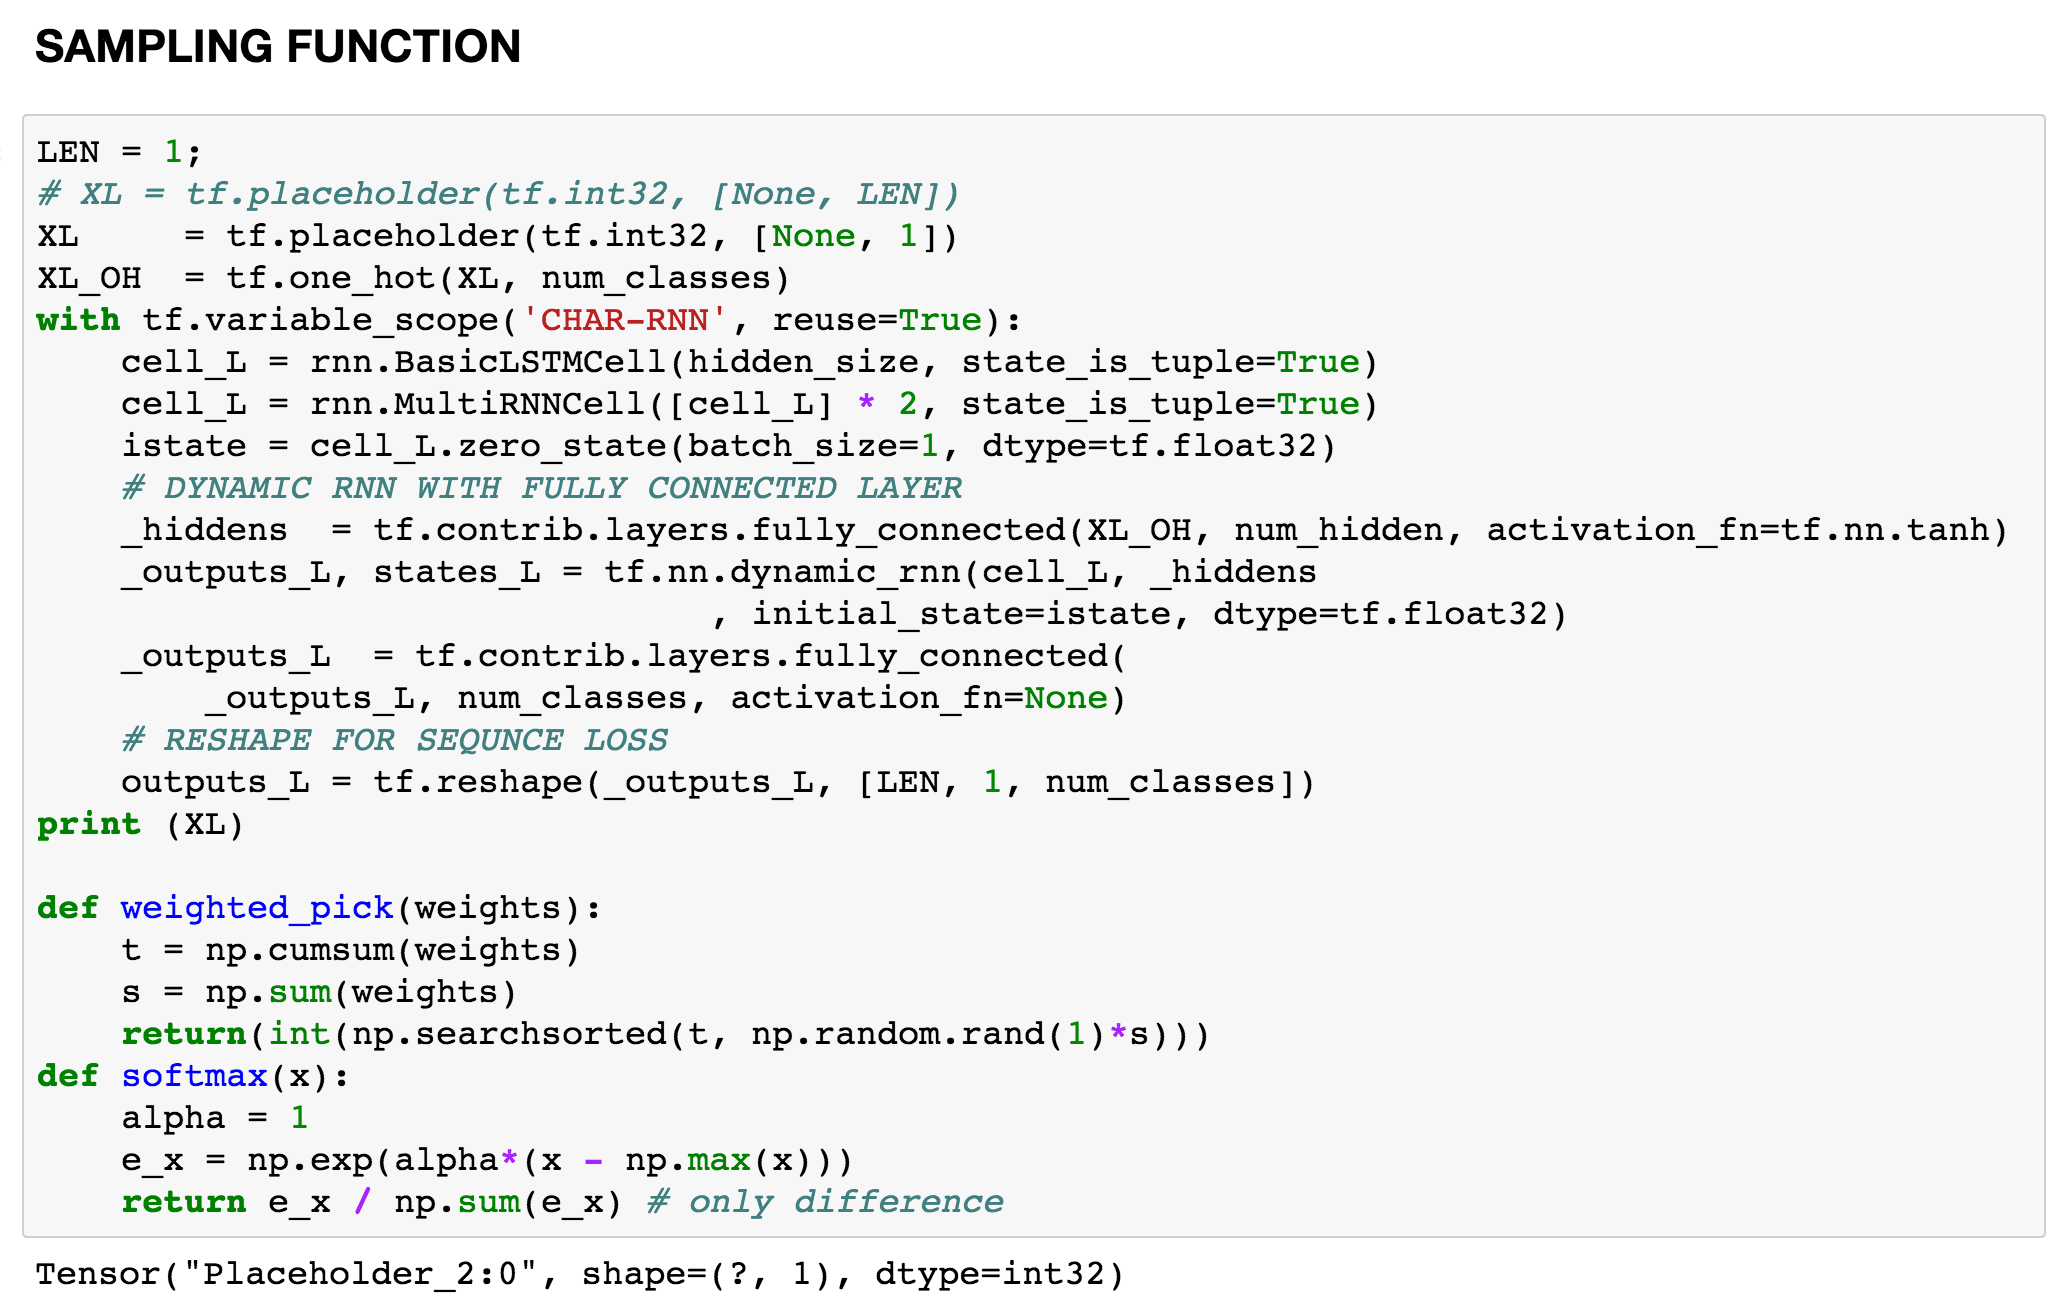 SAMPLING FUNCTION
LEN = 1;
# XL = tf.placeholder(tf.int32, [None, LEN])
XL     = tf.placeholder(tf.int32, [None, 1])
XL_OH  = tf.one_hot(XL, num_classes)
with tf.variable_scope('CHAR-RNN', reuse=True):
    cell_L = rnn.BasicLSTMCell(hidden_size, state_is_tuple=True)
    cell_L = rnn.MultiRNNCell([cell_L] * 2, state_is_tuple=True)
    istate = cell_L.zero_state(batch_size=1, dtype=tf.float32)
    # DYNAMIC RNN WITH FULLY CONNECTED LAYER
    _hiddens  = tf.contrib.layers.fully_connected(XL_OH, num_hidden, activation_fn=tf.nn.tanh)
    _outputs_L, states_L = tf.nn.dynamic_rnn(cell_L, _hiddens
                                , initial_state=istate, dtype=tf.float32)
    _outputs_L  = tf.contrib.layers.fully_connected(
        _outputs_L, num_classes, activation_fn=None)
    # RESHAPE FOR SEQUNCE LOSS
    outputs_L = tf.reshape(_outputs_L, [LEN, 1, num_classes])
print (XL)

def weighted_pick(weights):
    t = np.cumsum(weights)
    s = np.sum(weights)
    return(int(np.searchsorted(t, np.random.rand(1)*s)))
def softmax(x):
    alpha = 1
    e_x = np.exp(alpha*(x - np.max(x)))
    return e_x / np.sum(e_x) # only difference
Tensor("Placeholder_2:0", shape=(?, 1), dtype=int32)